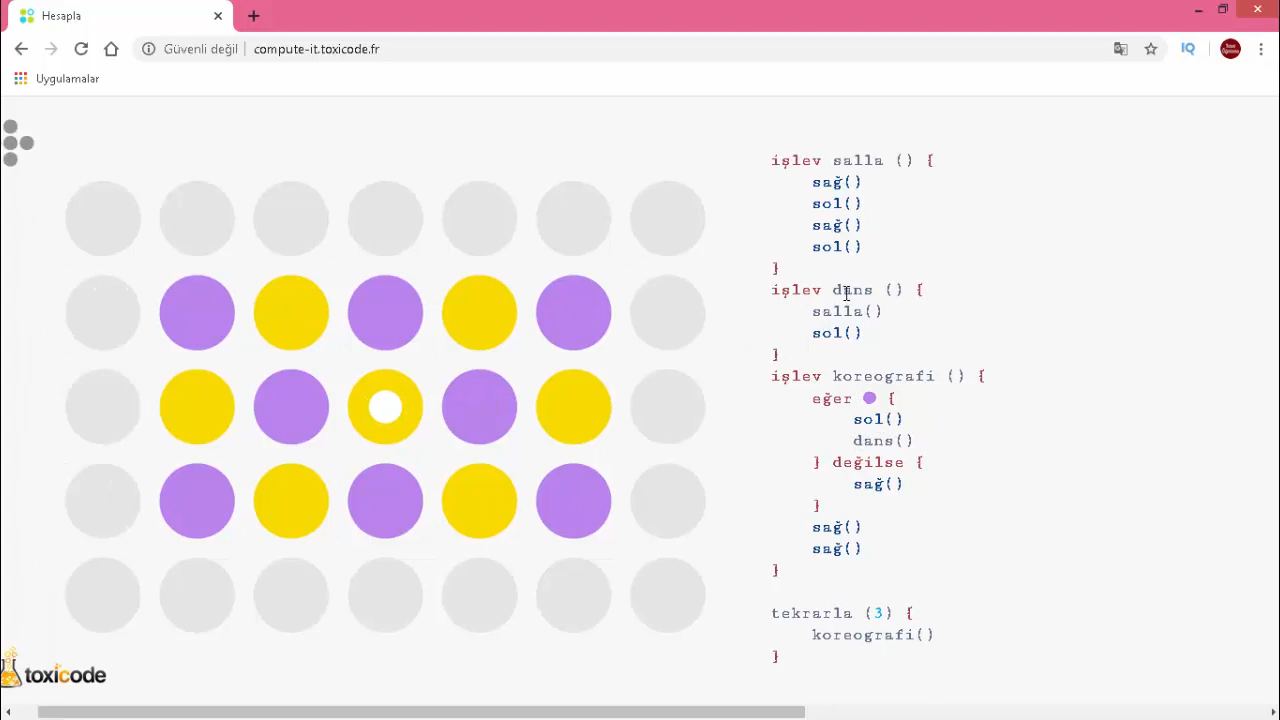 Hesapla
Güvenli değil
compute-it.toxicode.fr
IQ
Uygulamalar
işlev salla () {
sağ()
sol()
sağ()
sol()
}
işlev dans () {
salla()
sol()
}
işlev koreografi () {
eğer {
sol()
dans()
} değilse {
sağ()
}
sağ()
sağ()
}
tekrarla (3) {
koreografi()
}
toxicode